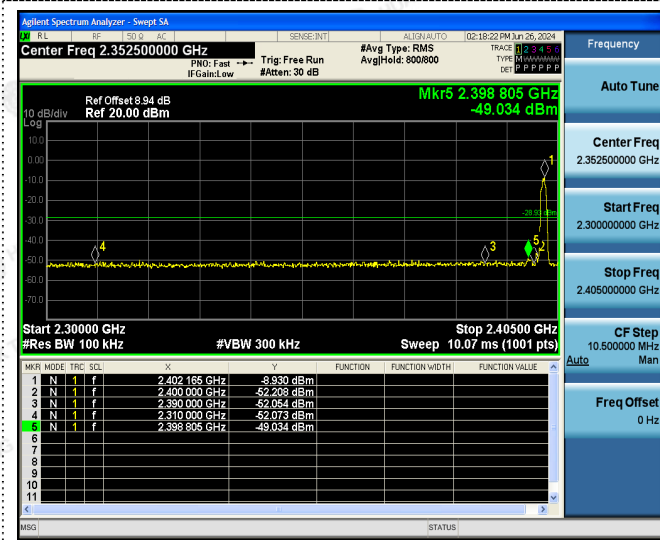 Agilent Spectrum Analyzer - Swept SA
LXI RL RF 50 Ω AC SENSE:INT ALIGN AUTO 02:18:22 PM Jun 26, 2024
Center Freq 2.352500000 GHz #Avg Type: RMS TRACE 1 2 3 4 5 6
PNO: Fast Trig: Free Run Avg|Hold: 800/800 TYPE M WWWWW
IFGain:Low #Atten: 30 dB DET P P P P P P
Mkr5 2.398 805 GHz
-49.034 dBm
Ref Offset 8.94 dB
10 dB/div Ref 20.00 dBm
Log
10.0
0.00
-10.0
-20.0
-30.0
-40.0
-50.0
-60.0
-70.0
1
-28.93 dBm
4
3
5
2
Start 2.30000 GHz Stop 2.40500 GHz
#Res BW 100 kHz #VBW 300 kHz Sweep 10.07 ms (1001 pts)
MKR MODE TRC SCL X Y FUNCTION FUNCTION WIDTH FUNCTION VALUE
1 N 1 f 2.402 165 GHz -8.930 dBm
2 N 1 f 2.400 000 GHz -52.208 dBm
3 N 1 f 2.390 000 GHz -52.054 dBm
4 N 1 f 2.310 000 GHz -52.073 dBm
5 N 1 f 2.398 805 GHz -49.034 dBm
6
7
8
9
10
11
MSG STATUS
Frequency
Auto Tune
Center Freq
2.352500000 GHz
Start Freq
2.300000000 GHz
Stop Freq
2.405000000 GHz
CF Step
10.500000 MHz
Auto Man
Freq Offset
0 Hz